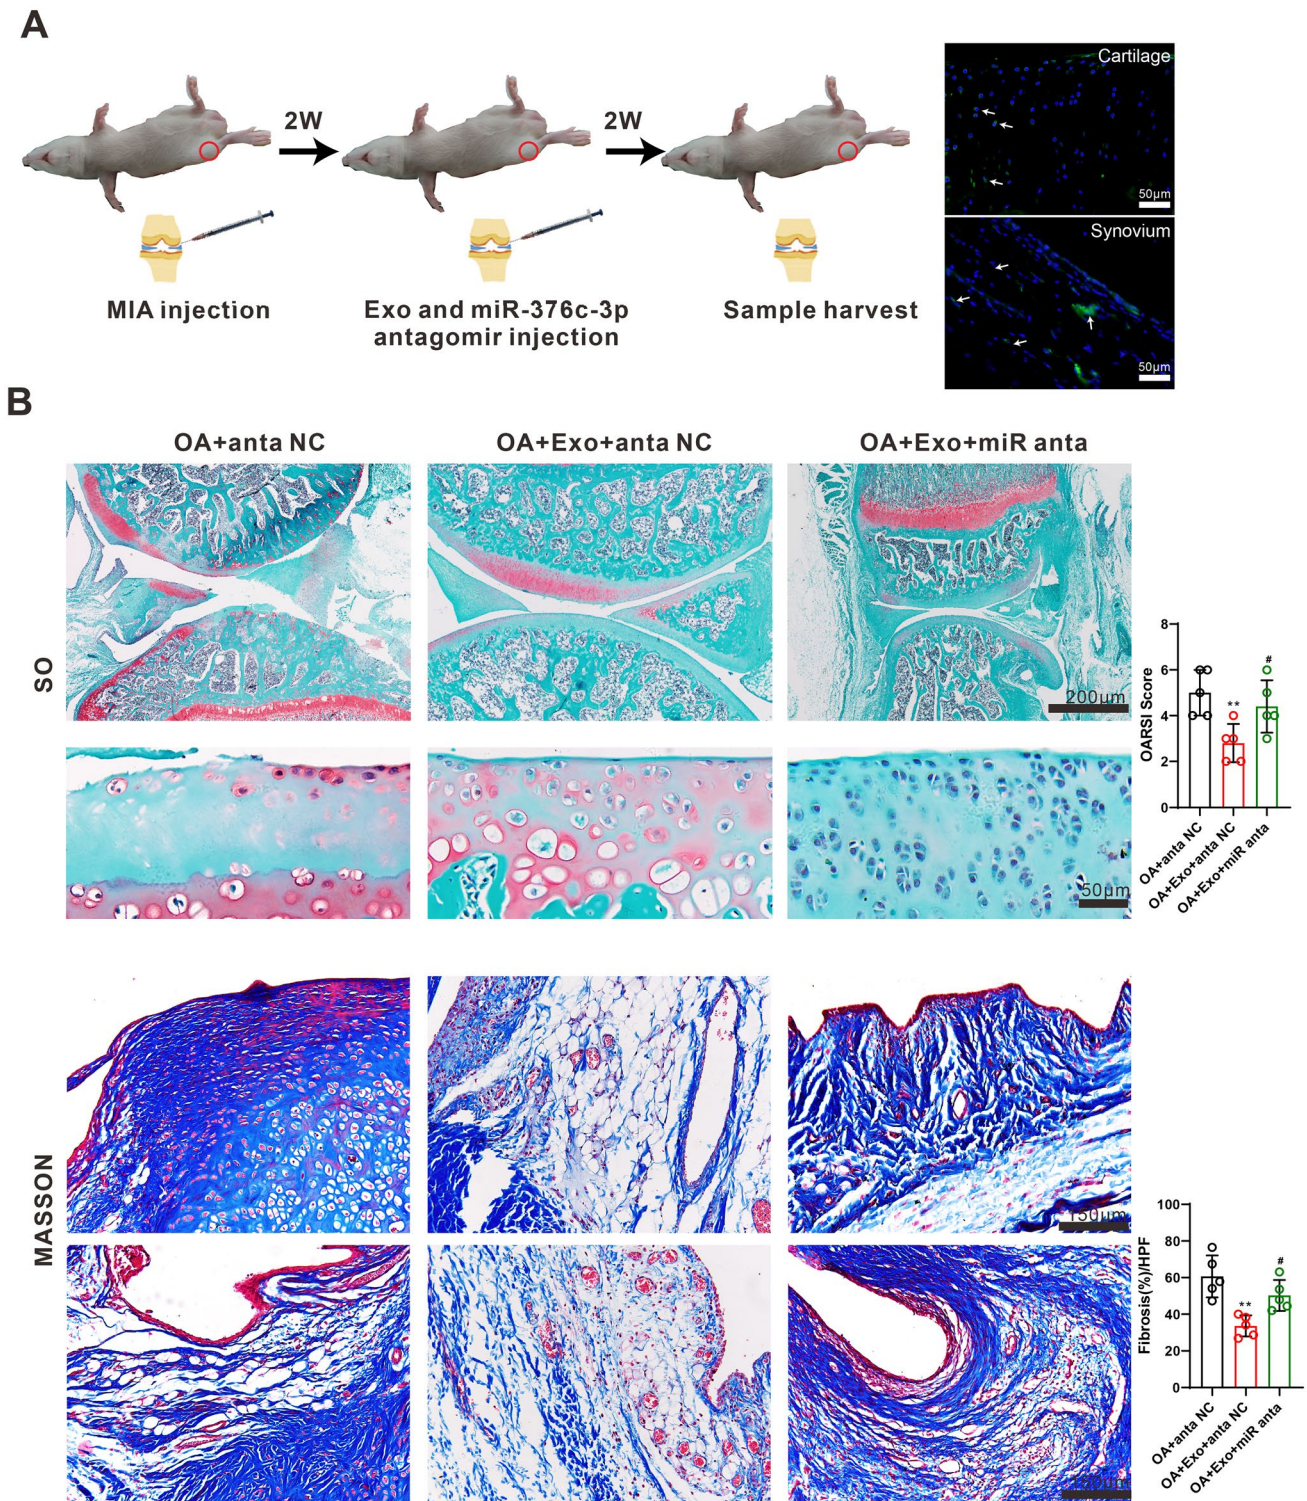 A
2W
2W
MIA injection
Exo and miR-376c-3p
antagomir injection
Sample harvest
Cartilage
50μm
Synovium
50μm
B
OA+anta NC
OA+Exo+anta NC
OA+Exo+miR anta
SO
200μm
50μm
8
6
4
2
0
OARSI Score
**
#
OA+anta NC
OA+Exo+anta NC
OA+Exo+miR anta
MASSON
150μm
150μm
100
80
60
40
20
0
Fibrosis(%)/HPF
**
#
OA+anta NC
OA+Exo+anta NC
OA+Exo+miR anta